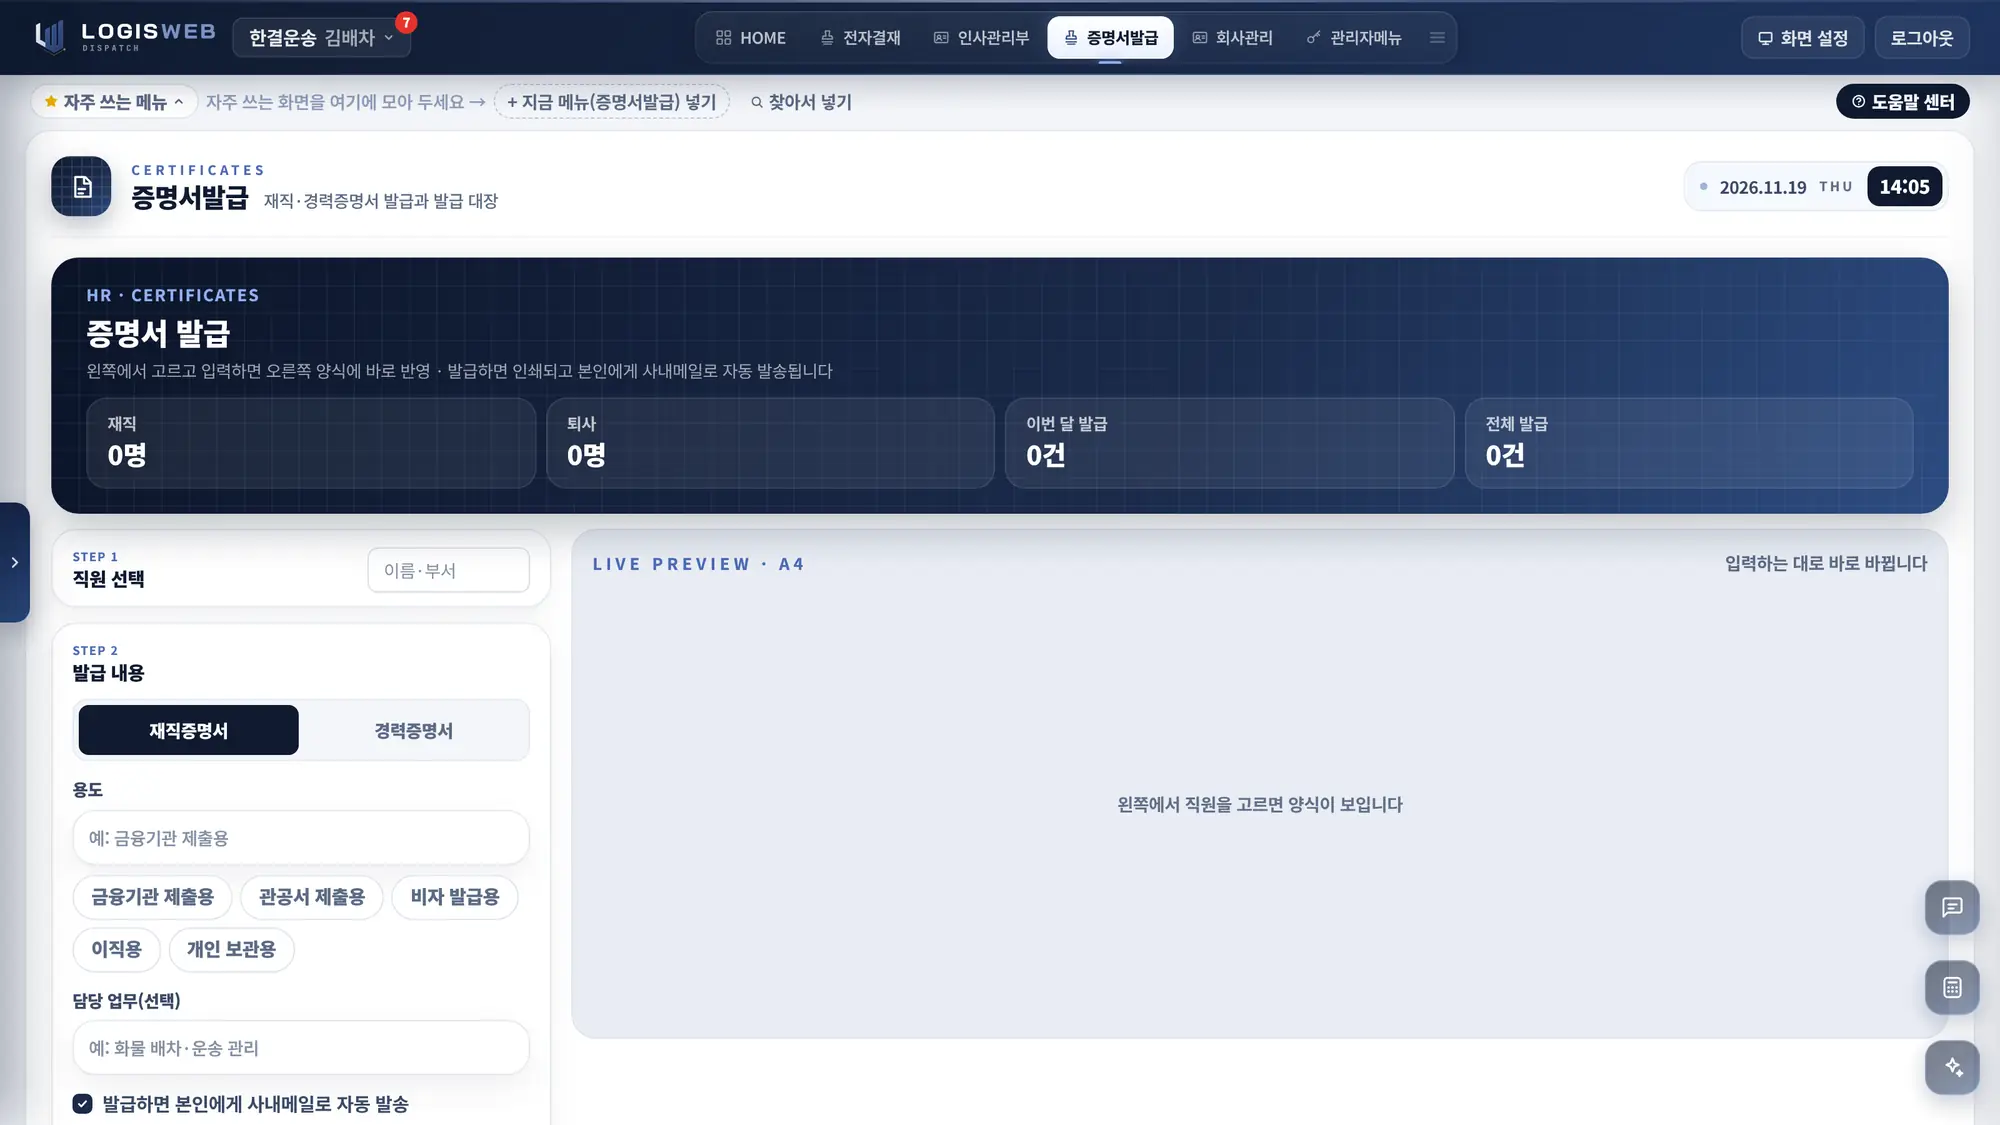 LOGISWEB
DISPATCH
한결운송 김배차
7
HOME
전자결재
인사관리부
증명서발급
회사관리
관리자메뉴
화면 설정
로그아웃
자주 쓰는 메뉴
자주 쓰는 화면을 여기에 모아 두세요 →
+ 지금 메뉴(증명서발급) 넣기
찾아서 넣기
도움말 센터
CERTIFICATES
증명서발급 재직·경력증명서 발급과 발급 대장
2026.11.19 THU 14:05
HR · CERTIFICATES
증명서 발급
왼쪽에서 고르고 입력하면 오른쪽 양식에 바로 반영 · 발급하면 인쇄되고 본인에게 사내메일로 자동 발송됩니다
재직
0명
퇴사
0명
이번 달 발급
0건
전체 발급
0건
STEP 1
직원 선택
이름·부서
STEP 2
발급 내용
재직증명서
경력증명서
용도
예: 금융기관 제출용
금융기관 제출용
관공서 제출용
비자 발급용
이직용
개인 보관용
담당 업무(선택)
예: 화물 배차·운송 관리
발급하면 본인에게 사내메일로 자동 발송
LIVE PREVIEW · A4
입력하는 대로 바로 바뀝니다
왼쪽에서 직원을 고르면 양식이 보입니다